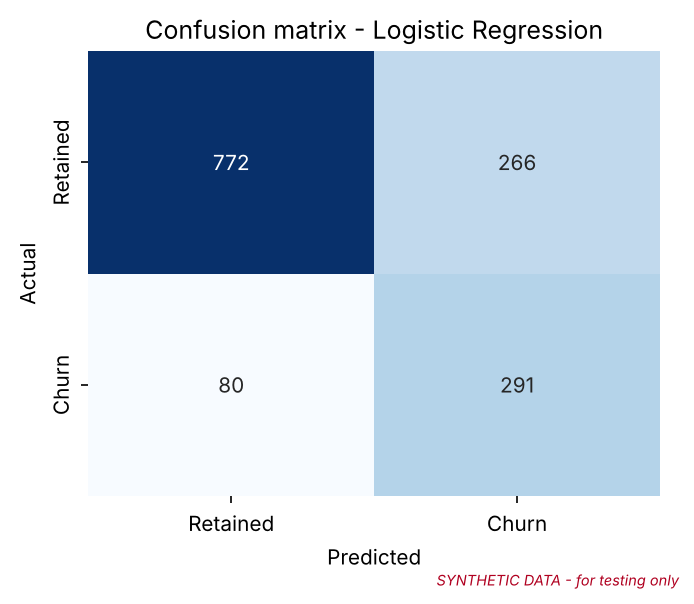 Confusion matrix - Logistic Regression
Actual
Retained
772
266
Churn
80
291
Retained
Churn
Predicted
SYNTHETIC DATA - for testing only